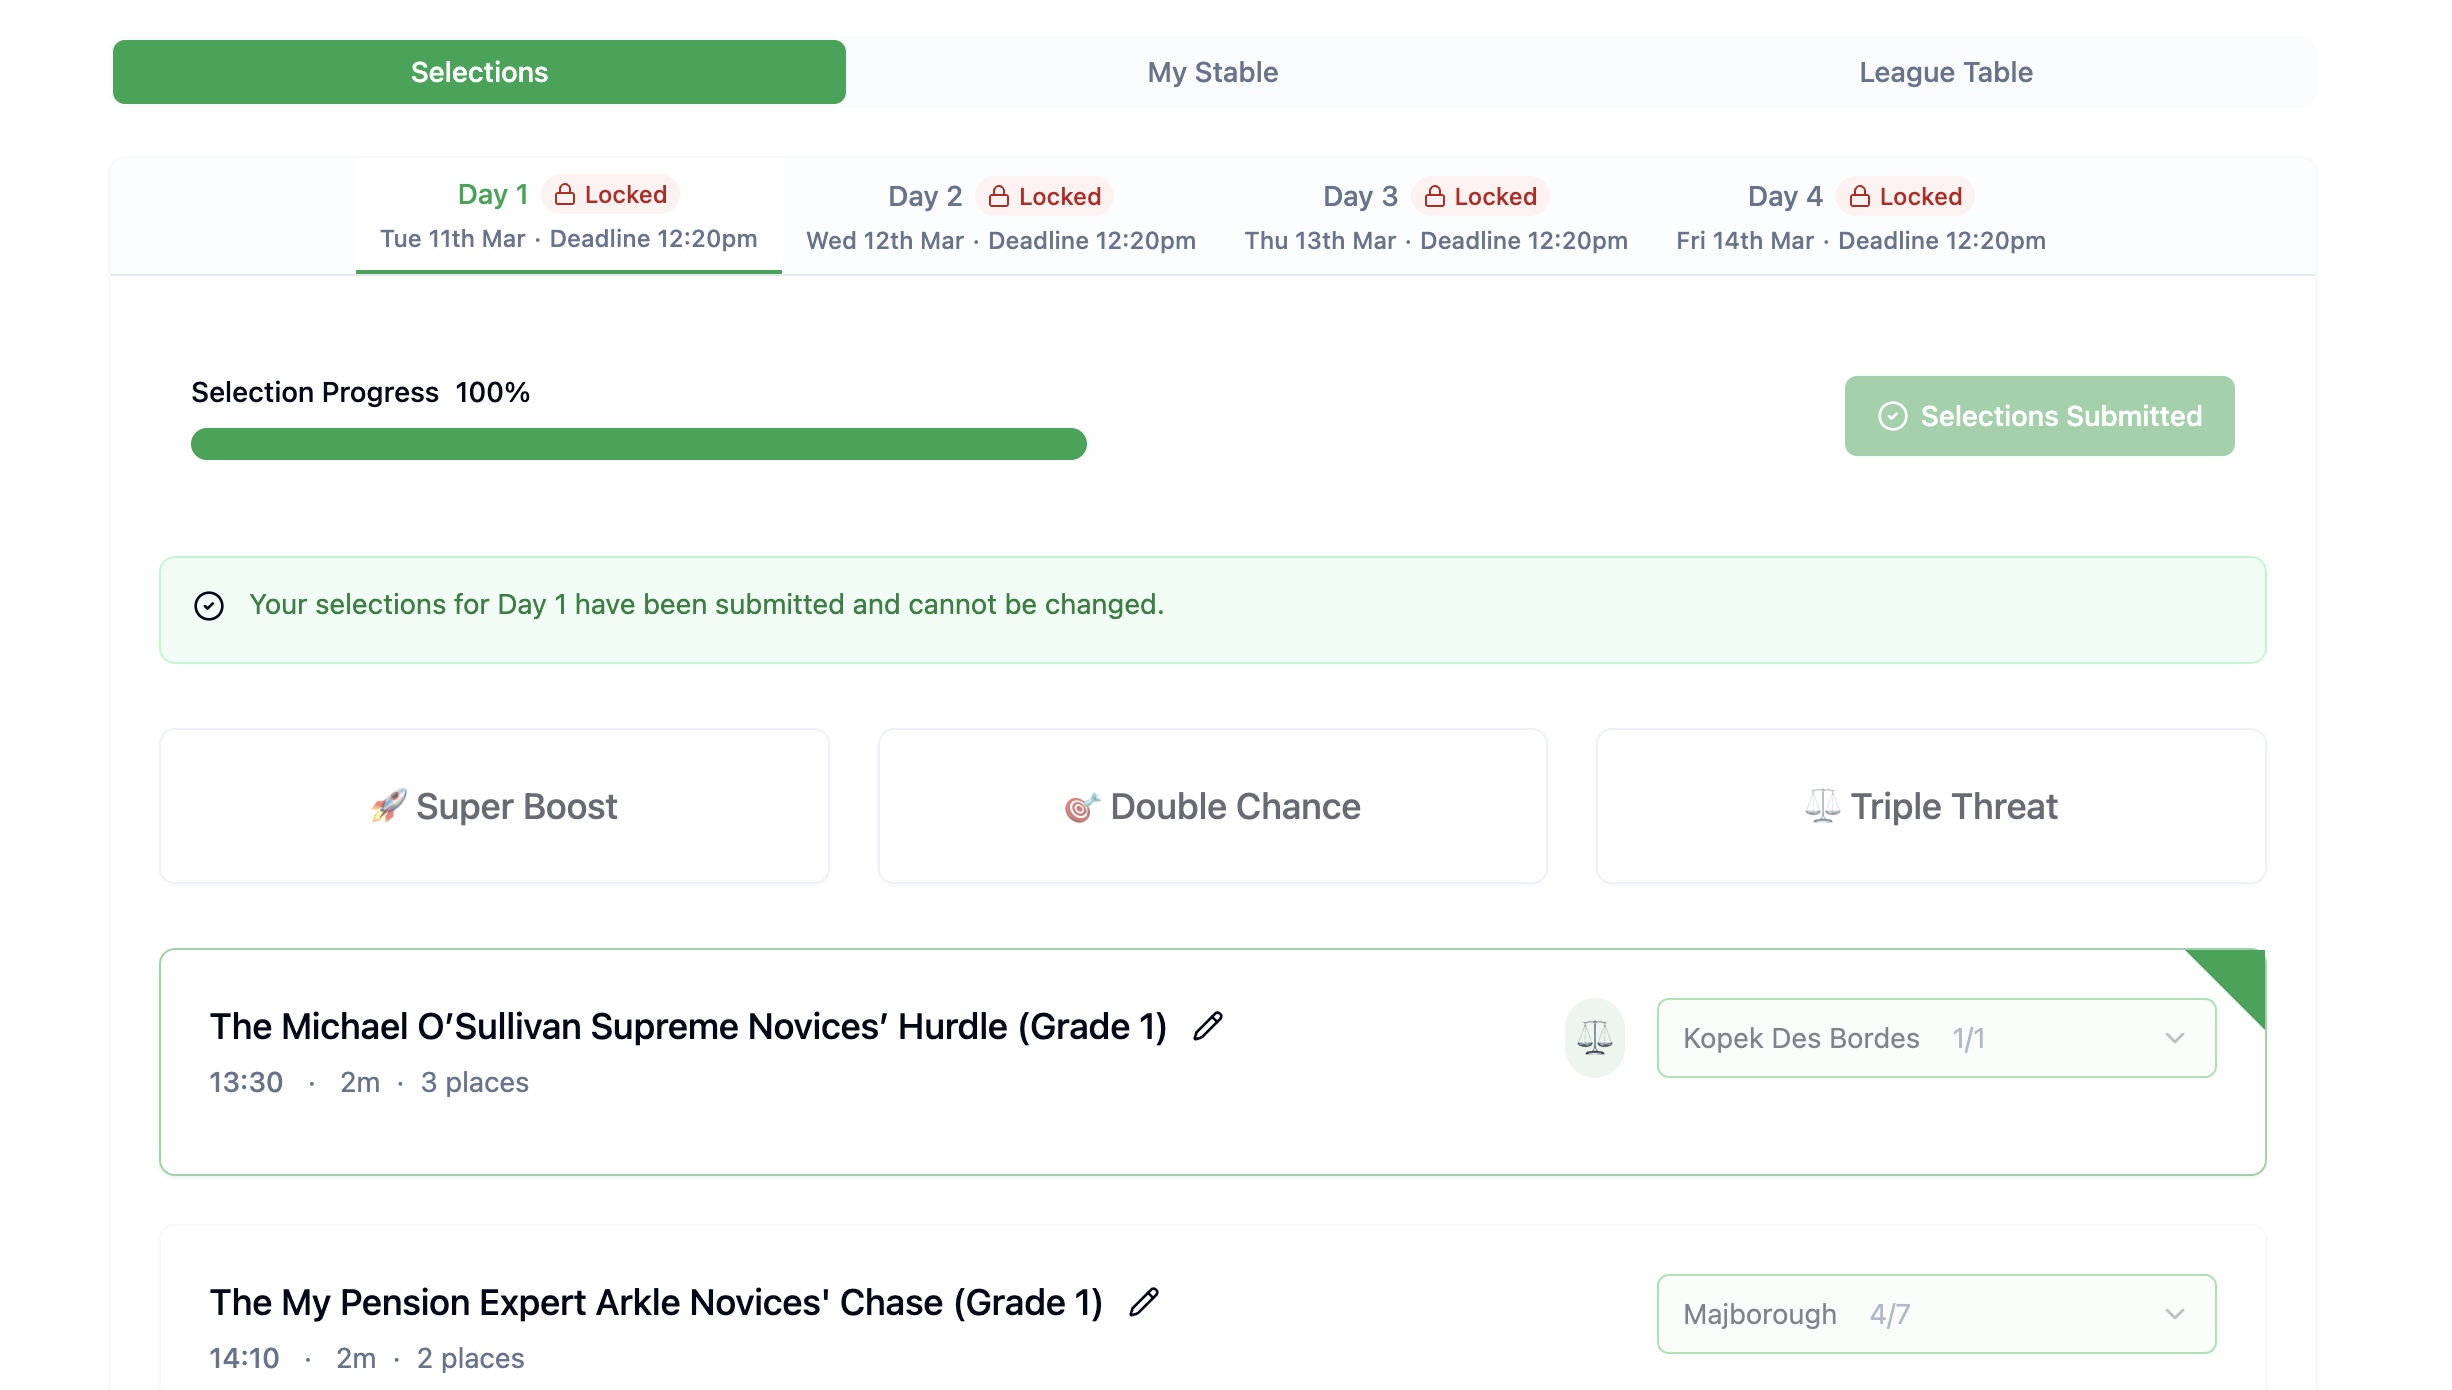 Selections
My Stable
League Table
Day 1 Locked
Tue 11th Mar · Deadline 12:20pm
Day 2 Locked
Wed 12th Mar · Deadline 12:20pm
Day 3 Locked
Thu 13th Mar · Deadline 12:20pm
Day 4 Locked
Fri 14th Mar · Deadline 12:20pm
Selection Progress 100%
Selections Submitted
Your selections for Day 1 have been submitted and cannot be changed.
🚀 Super Boost
🎯 Double Chance
⚖️ Triple Threat
The Michael O’Sullivan Supreme Novices’ Hurdle (Grade 1)
13:30 · 2m · 3 places
Kopek Des Bordes 1/1
The My Pension Expert Arkle Novices' Chase (Grade 1)
14:10 · 2m · 2 places
Majborough 4/7